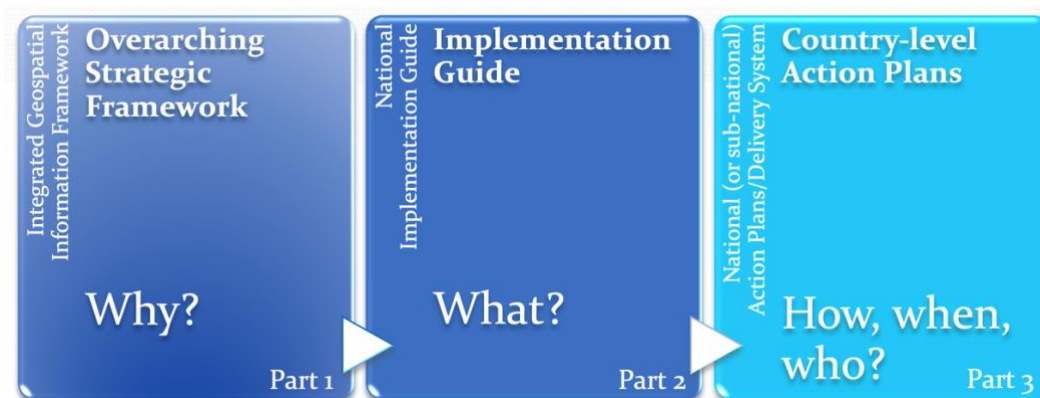 Integrated Geospatial
Information Framework
Overarching
Strategic
Framework
Why?
Part 1
National
Implementation Guide
Implementation
Guide
What?
Part 2
National (or sub-national)
Action Plans/Delivery System
Country-level
Action Plans
How, when,
who?
Part 3